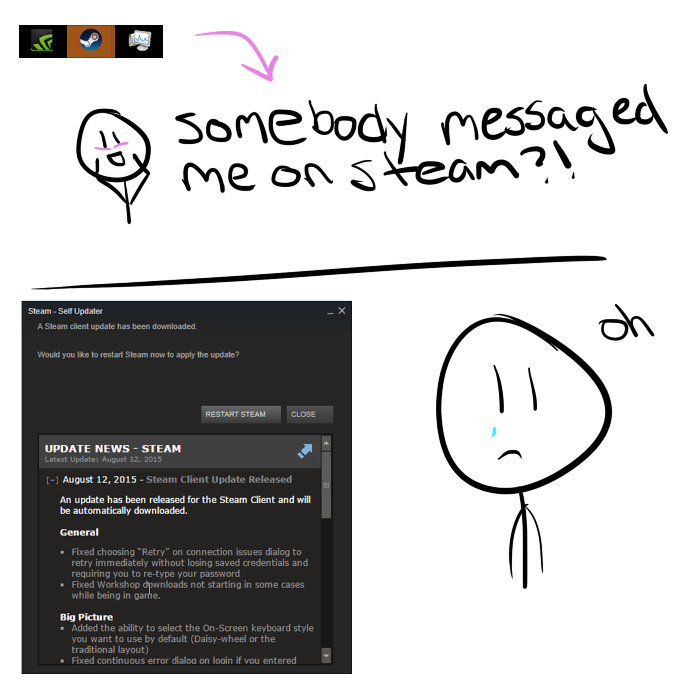 somebody messaged
me on steam?!
oh
Steam - Self Updater
A Steam client update has been downloaded.
Would you like to restart Steam now to apply the update?
RESTART STEAM CLOSE
UPDATE NEWS - STEAM
Latest Update: August 12, 2015
[−] August 12, 2015 - Steam Client Update Released
An update has been released for the Steam Client and will
be automatically downloaded.
General
• Fixed choosing "Retry" on connection issues dialog to
retry immediately without losing saved credentials and
requiring you to re-type your password
• Fixed Workshop downloads not starting in some cases
while being in game.
Big Picture
• Added the ability to select the On-Screen keyboard style
you want to use by default (Daisy-wheel or the
traditional layout)
• Fixed continuous error dialog on login if you entered